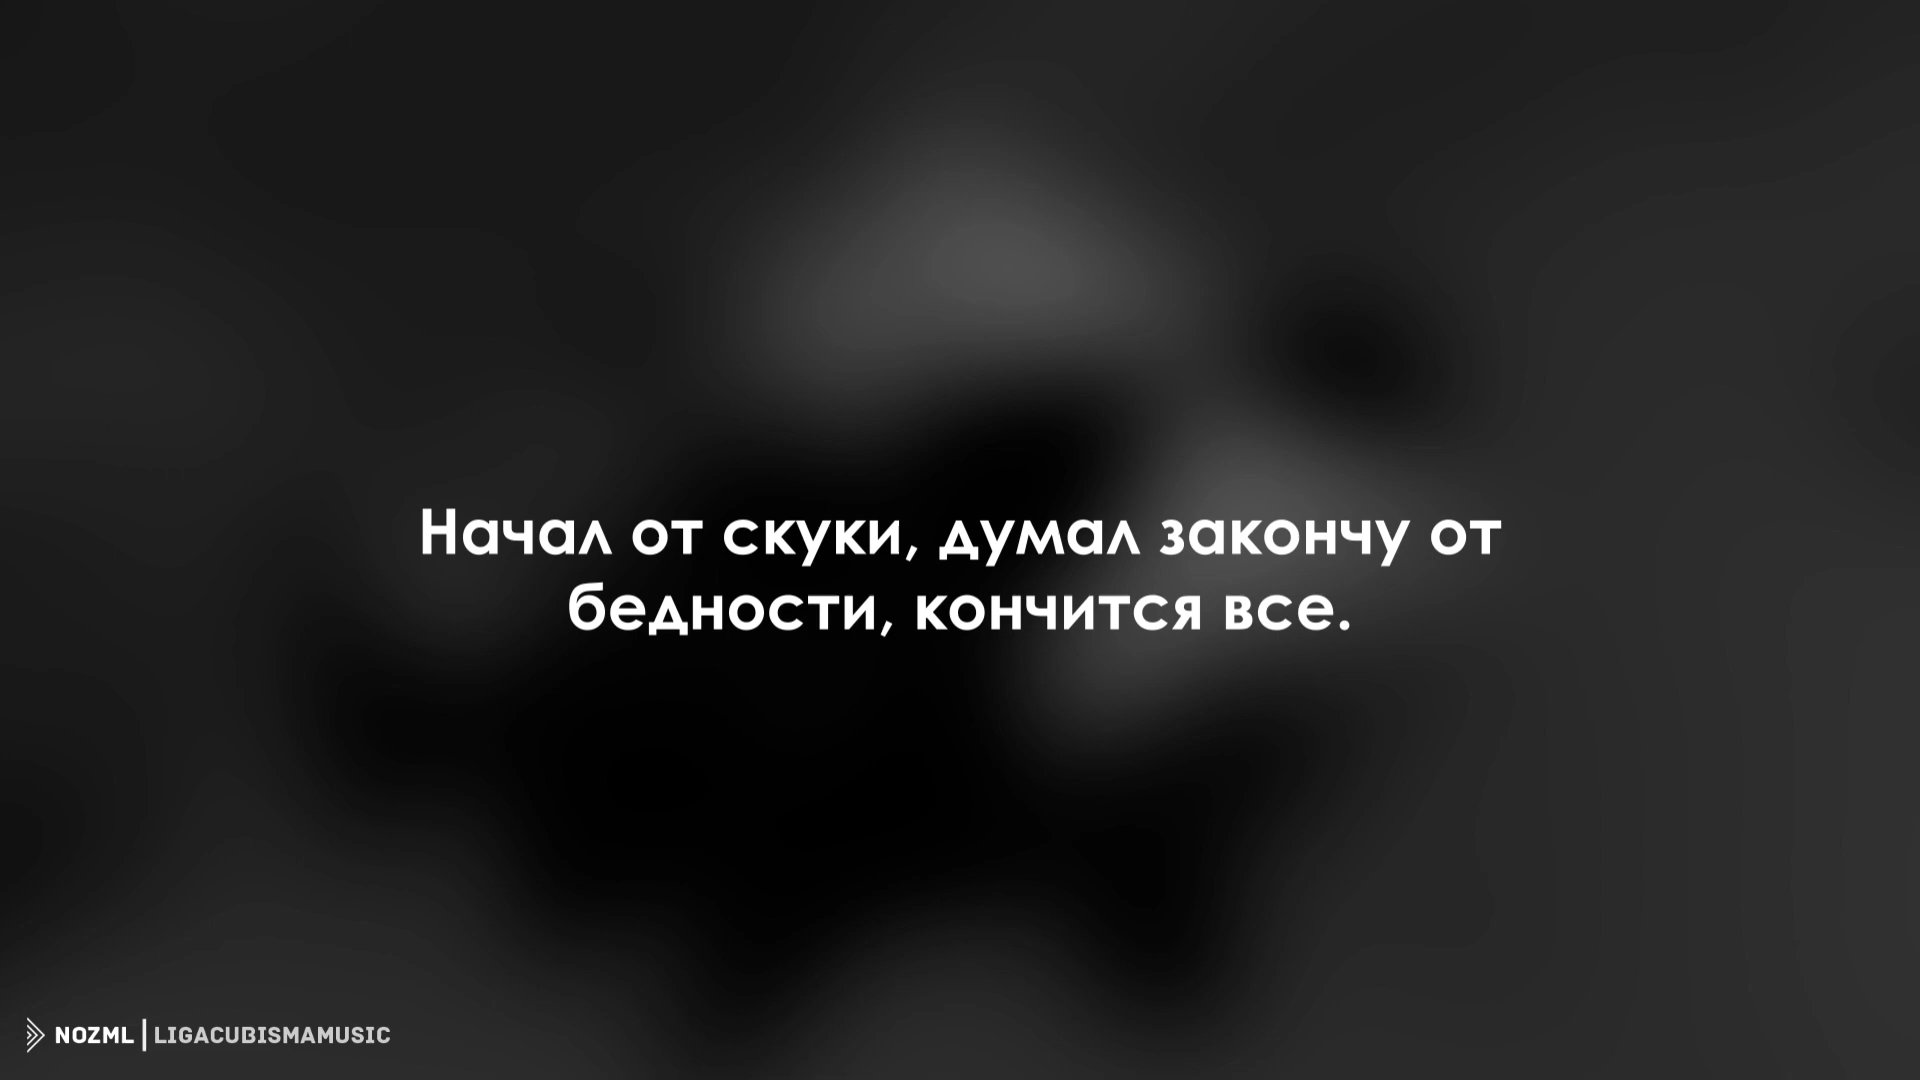 Начал от скуки, думал закончу от
бедности, кончится все.
NOZML | LIGACUBISMAMUSIC